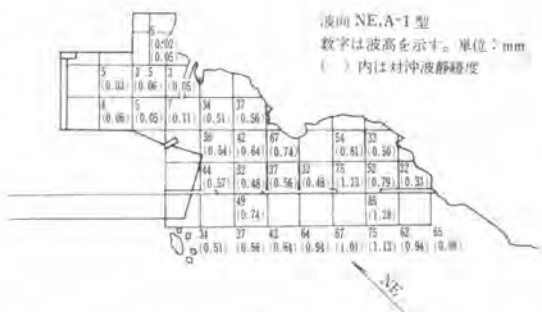 波向 NE, A-1 型
数字は波高を示す。単位：mm
（ ）内は対沖波静穏度
5
(0.02
0.05
5 3 5 3
(0.03) (0.06) (0.05
4 5 7 34 37
(0.06) (0.05) (0.11) (0.51) (0.56)
42 67 54 33
(0.54) (0.64) (0.74) (0.81) (0.50)
44 32 37 32 75 52 22
(0.57) (0.48) (0.56) (0.48 (0.79) (0.33)
49 85
(0.74) (1.28)
34 37 42 64 67 75 62 65
(0.51) (0.56) (0.64) (0.94) (1.01) (1.13) (0.94) (0.98)
NE